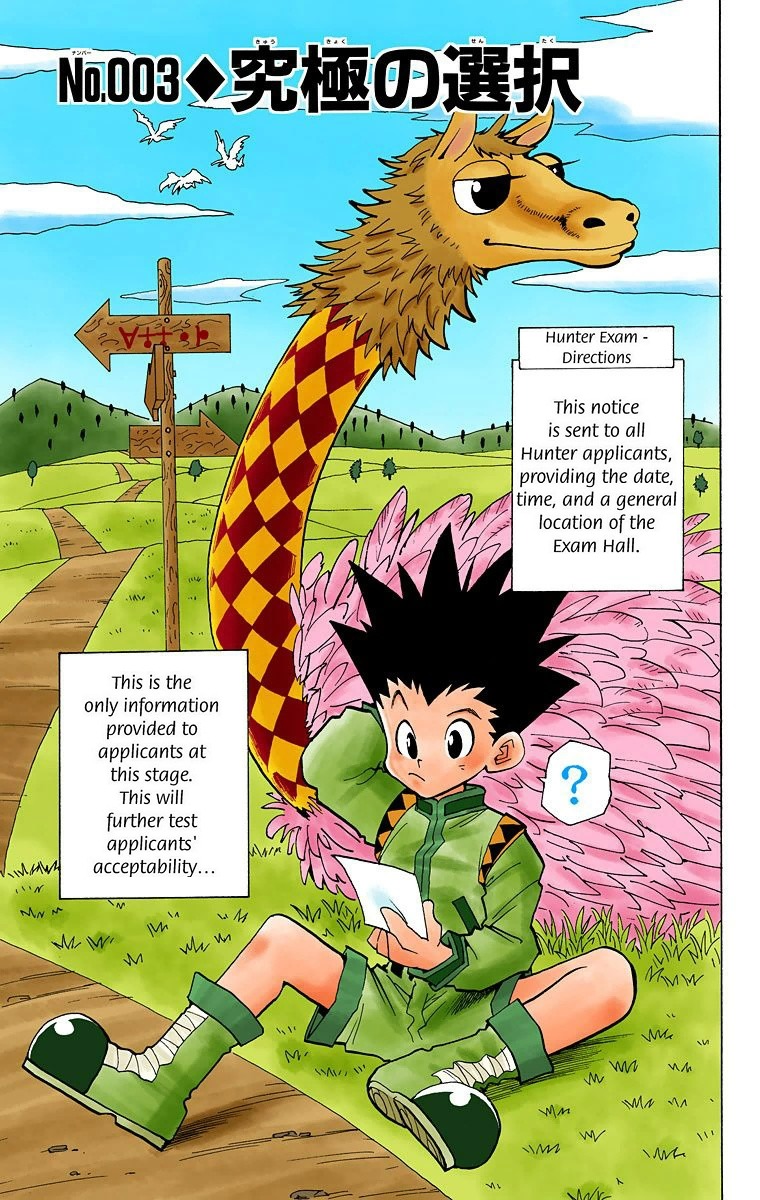 No.003◆究極の選択
Hunter Exam -
Directions
This notice
is sent to all
Hunter applicants,
providing the date,
time, and a general
location of the
Exam Hall.
?
This is the
only information
provided to
applicants at
this stage.
This will
further test
applicants'
acceptability...